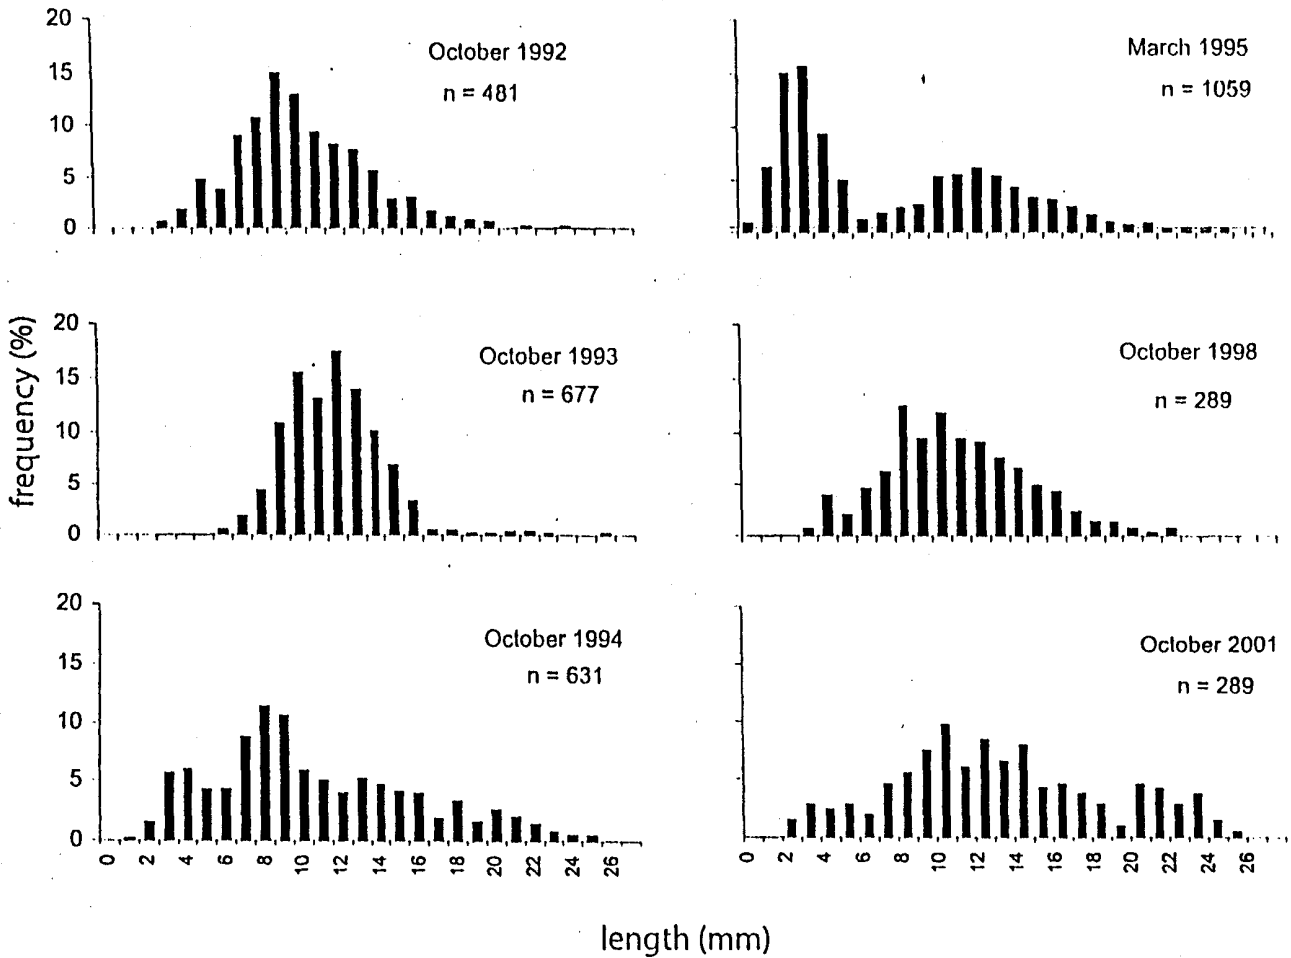 20
15
10
5
0
October 1992
n = 481
March 1995
n = 1059
frequency (%)
20
15
10
5
0
October 1993
n = 677
October 1998
n = 289
20
15
10
5
0
October 1994
n = 631
October 2001
n = 289
0 2 4 6 8 10 12 14 16 18 20 22 24 26
0 2 4 6 8 10 12 14 16 18 20 22 24 26
length (mm)